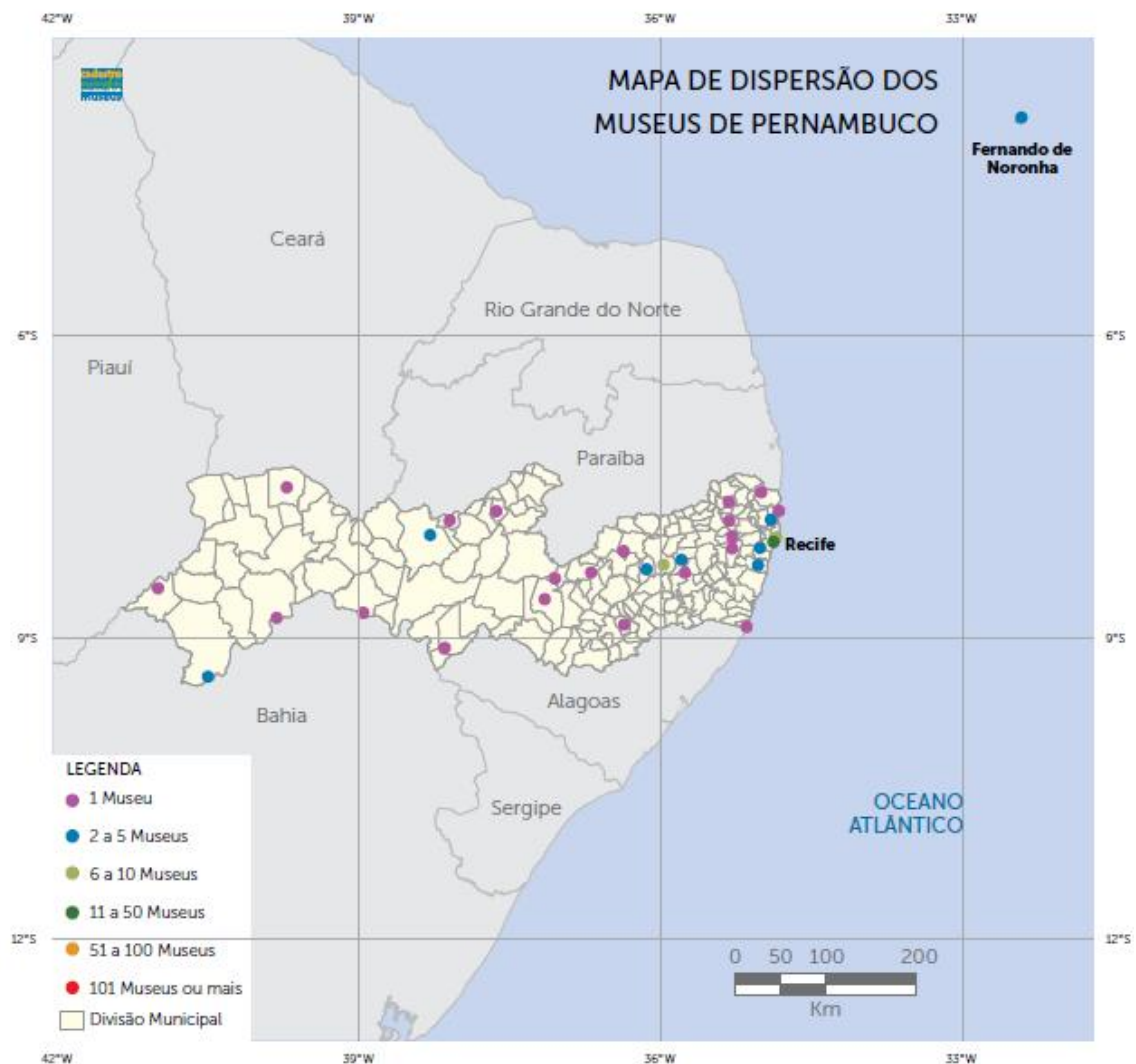 42°W
39°W
36°W
33°W
cadastro
museus
MAPA DE DISPERSÃO DOS
MUSEUS DE PERNAMBUCO
Fernando de
Noronha
Ceará
Rio Grande do Norte
6°S
6°S
Piauí
Paraíba
Recife
9°S
9°S
Alagoas
Bahia
LEGENDA
1 Museu
2 a 5 Museus
6 a 10 Museus
11 a 50 Museus
51 a 100 Museus
101 Museus ou mais
Divisão Municipal
Sergipe
OCEANO
ATLÂNTICO
12°S
12°S
0 50 100 200
Km
42°W
39°W
36°W
33°W